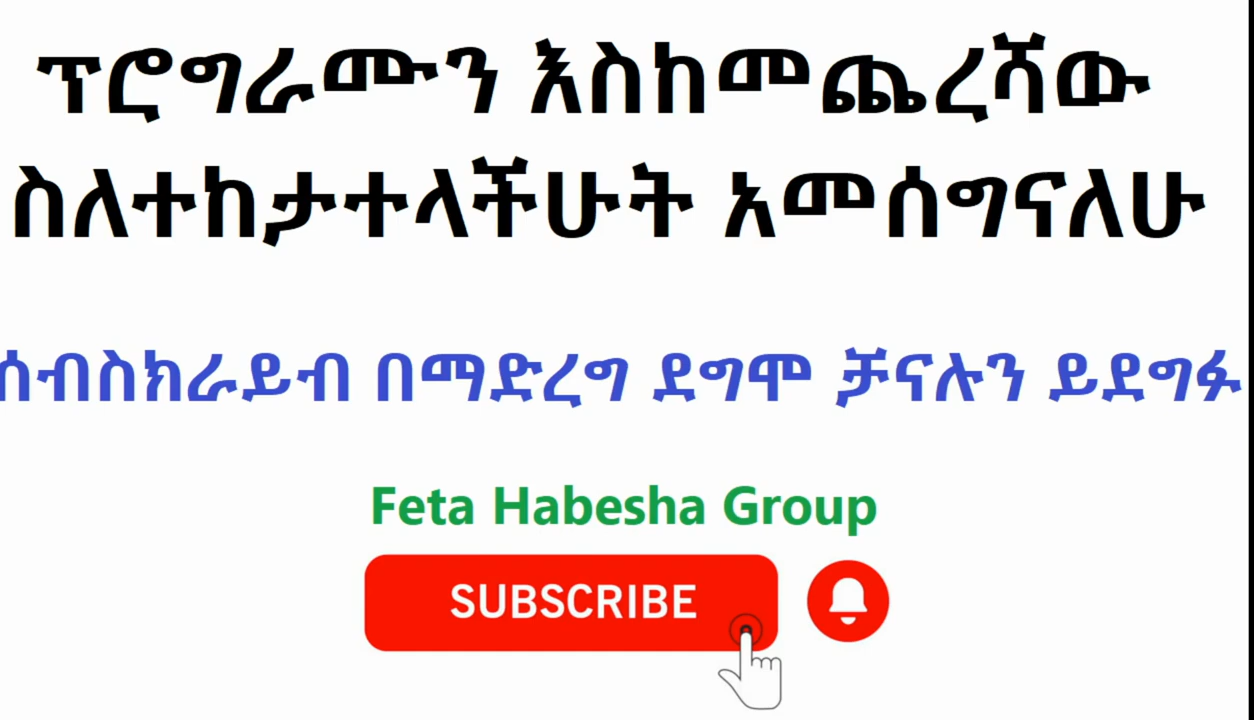 ፕሮግራሙን እስከመጨረሻው
ስለተከታተላችሁት አመሰግናለሁ
ሰብስክራይብ በማድረግ ደግሞ ቻናሉን ይደግፉ
Feta Habesha Group
SUBSCRIBE